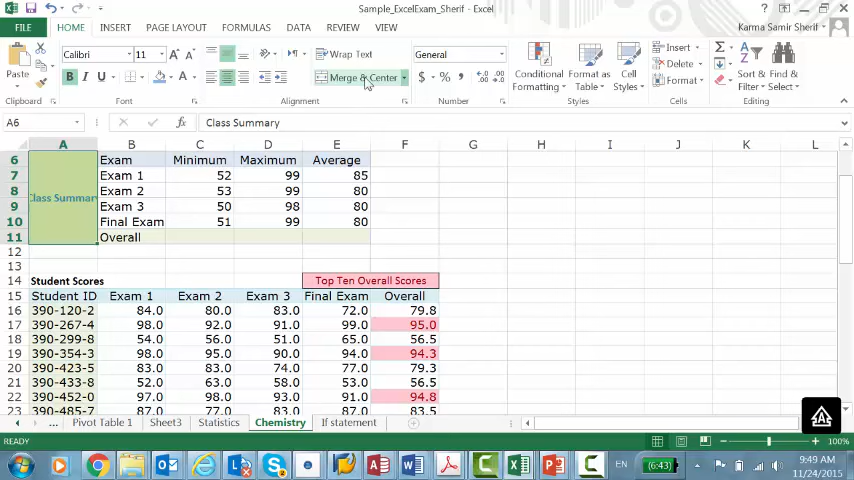 Sample_ExcelExam_Sherif - Excel
FILE HOME INSERT PAGE LAYOUT FORMULAS DATA REVIEW VIEW Karma Samir Sherif
Paste
Calibri 11
B I U
Wrap Text
Merge & Center
General
$ % ,
Conditional Formatting
Format as Table
Cell Styles
Insert
Delete
Format
Sort & Filter
Find & Select
Clipboard Font Alignment Number Styles Cells Editing
A6 fx Class Summary
A B C D E F G H I J K L
6 Class Summary Exam Minimum Maximum Average
7 Exam 1 52 99 85
8 Exam 2 53 99 80
9 Exam 3 50 98 80
10 Final Exam 51 99 80
11 Overall
12
13
14 Student Scores Top Ten Overall Scores
15 Student ID Exam 1 Exam 2 Exam 3 Final Exam Overall
16 390-120-2 84.0 80.0 83.0 72.0 79.8
17 390-267-4 98.0 92.0 91.0 99.0 95.0
18 390-299-8 54.0 56.0 51.0 65.0 56.5
19 390-354-3 98.0 95.0 90.0 94.0 94.3
20 390-423-5 83.0 83.0 74.0 77.0 79.3
21 390-433-8 52.0 63.0 58.0 53.0 56.5
22 390-452-0 97.0 98.0 93.0 91.0 94.8
23 390-485-7 87.0 77.0 83.0 87.0 83.5
... Pivot Table 1 Sheet3 Statistics Chemistry If statement
READY 100%
EN (6:43) 9:49 AM
11/24/2015